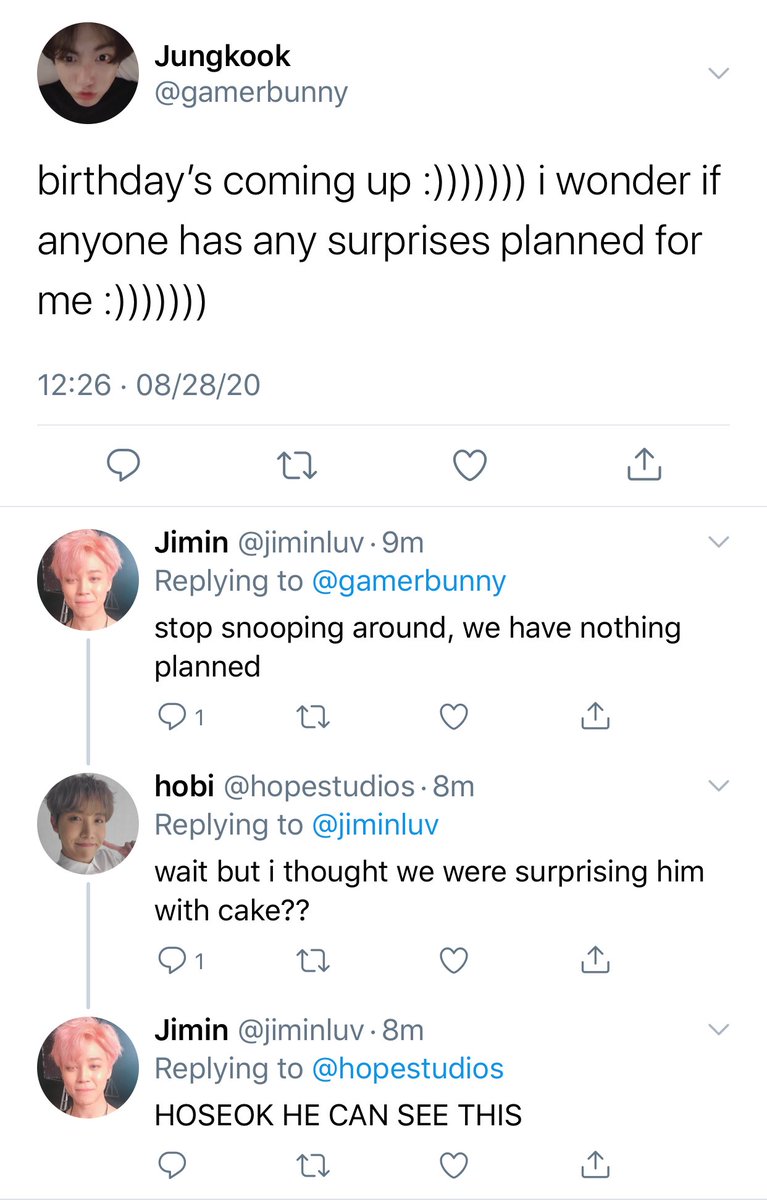 Jungkook
@gamerbunny
birthday’s coming up :))))))) i wonder if
anyone has any surprises planned for
me :)))))))
12:26 · 08/28/20
Jimin @jiminluv · 9m
Replying to @gamerbunny
stop snooping around, we have nothing
planned
1
hobi @hopestudios · 8m
Replying to @jiminluv
wait but i thought we were surprising him
with cake??
1
Jimin @jiminluv · 8m
Replying to @hopestudios
HOSEOK HE CAN SEE THIS